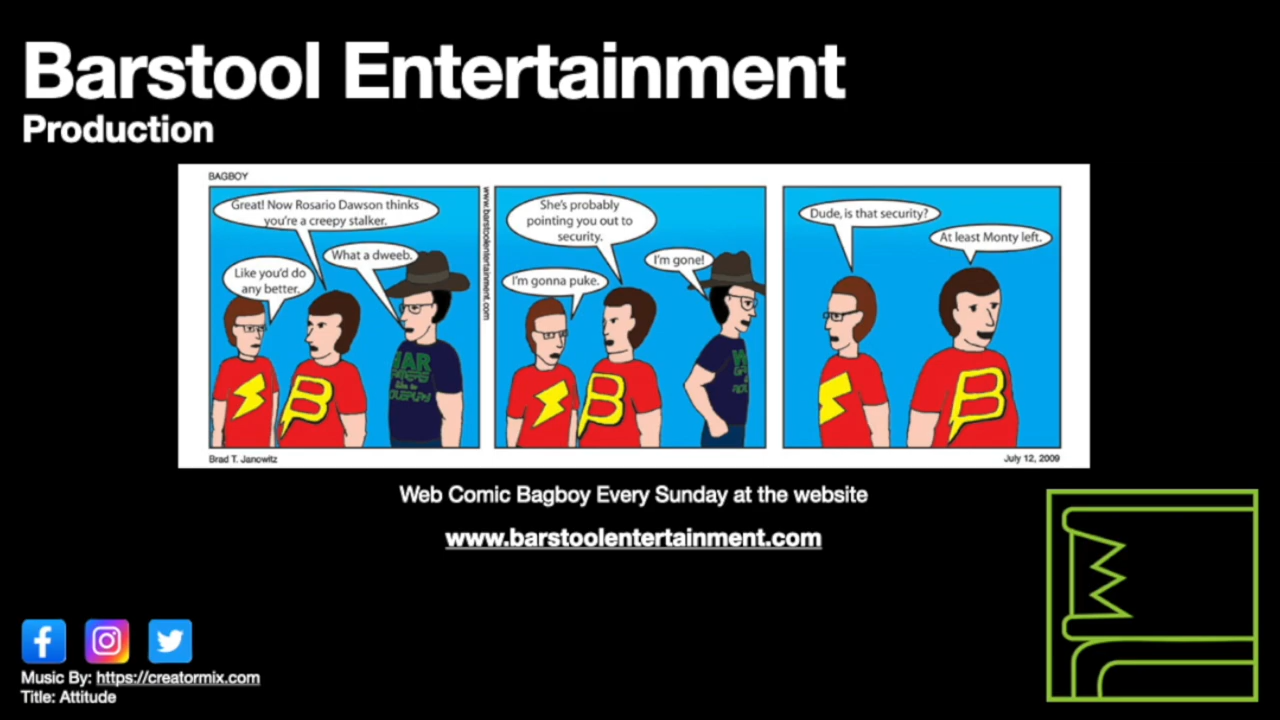 Barstool Entertainment
Production
BAGBOY
Great! Now Rosario Dawson thinks
you're a creepy stalker.
What a dweeb.
Like you'd do
any better.
www.barstoolentertainment.com
She's probably
pointing you out to
security.
I'm gone!
I'm gonna puke.
Dude, is that security?
At least Monty left.
Brad T. Janowitz
July 12, 2009
Web Comic Bagboy Every Sunday at the website
www.barstoolentertainment.com
Music By: https://creatormix.com
Title: Attitude